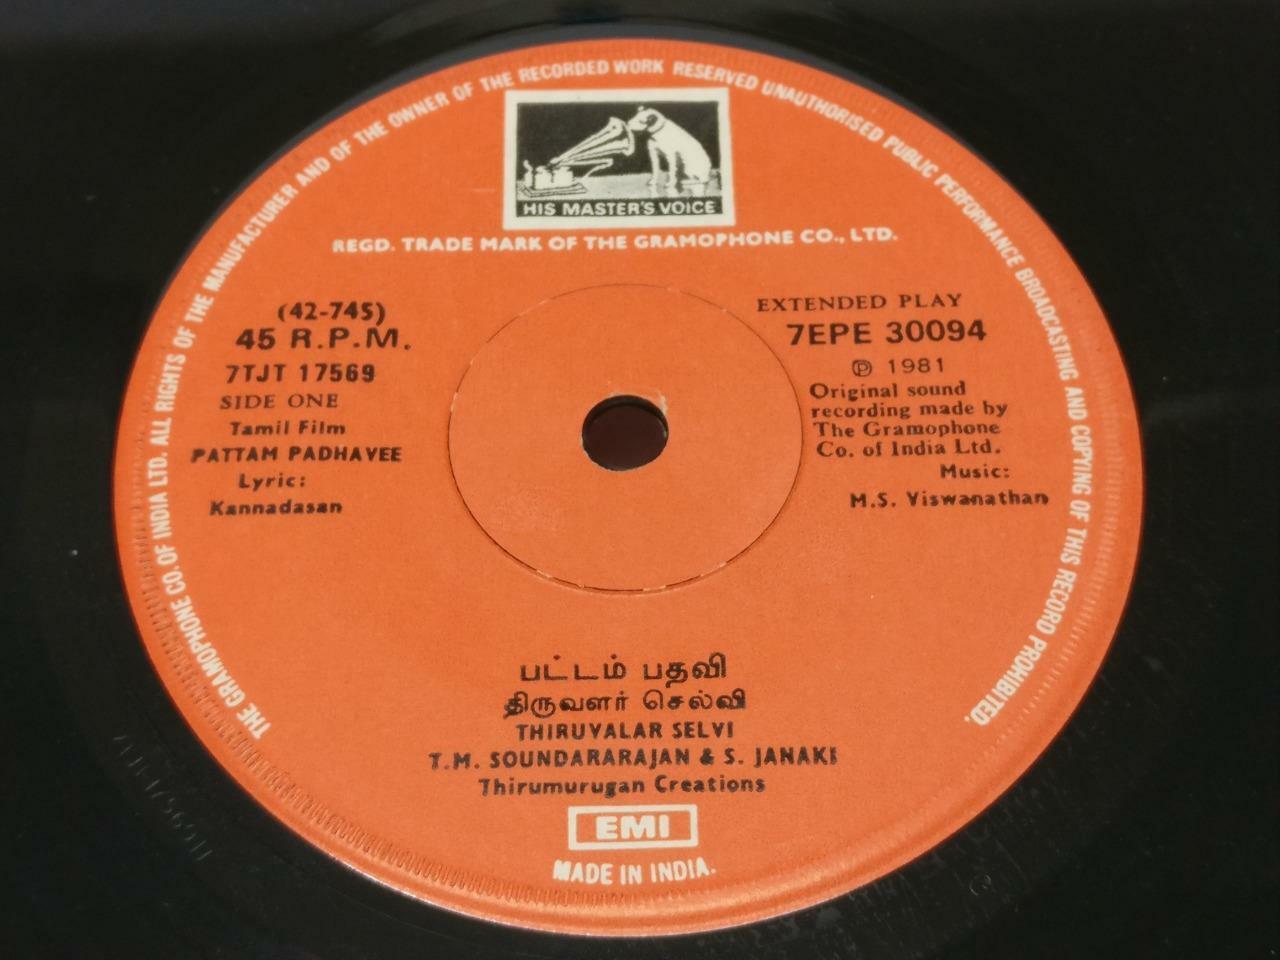 THE GRAMOPHONE CO. OF INDIA LTD. ALL RIGHTS OF THE MANUFACTURER AND OF THE OWNER OF THE RECORDED WORK RESERVED UNAUTHORISED PUBLIC PERFORMANCE BROADCASTING AND COPYING OF THIS RECORD PROHIBITED.
HIS MASTER'S VOICE
REGD. TRADE MARK OF THE GRAMOPHONE CO., LTD.
(42-745)
45 R.P.M.
7TJT 17569
SIDE ONE
Tamil Film
PATTAM PADHAVEE
Lyric:
Kannadasan
EXTENDED PLAY
7EPE 30094
Ⓟ 1981
Original sound
recording made by
The Gramophone
Co. of India Ltd.
Music:
M.S. Viswanathan
பட்டம் பதவி
திருவளர் செல்வி
THIRUVALAR SELVI
T.M. SOUNDARARAJAN & S. JANAKI
Thirumurugan Creations
EMI
MADE IN INDIA.